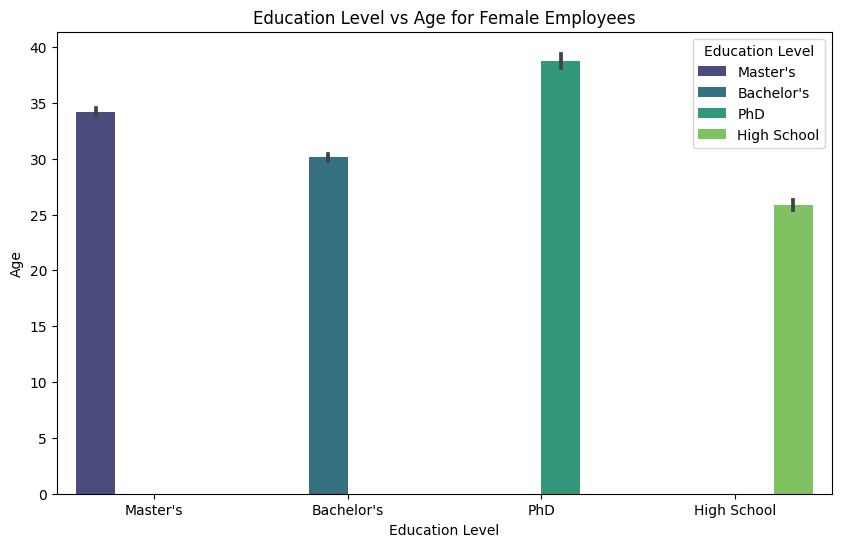 Education Level vs Age for Female Employees
Education Level
Master's
Bachelor's
PhD
High School
Age
40
35
30
25
20
15
10
5
0
Master's
Bachelor's
PhD
High School
Education Level